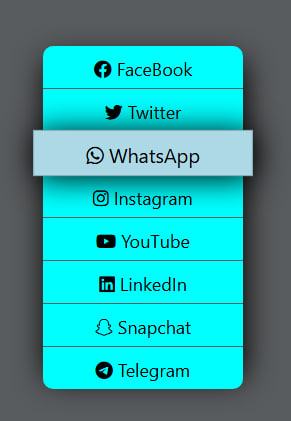 FaceBook
Twitter
WhatsApp
Instagram
YouTube
LinkedIn
Snapchat
Telegram